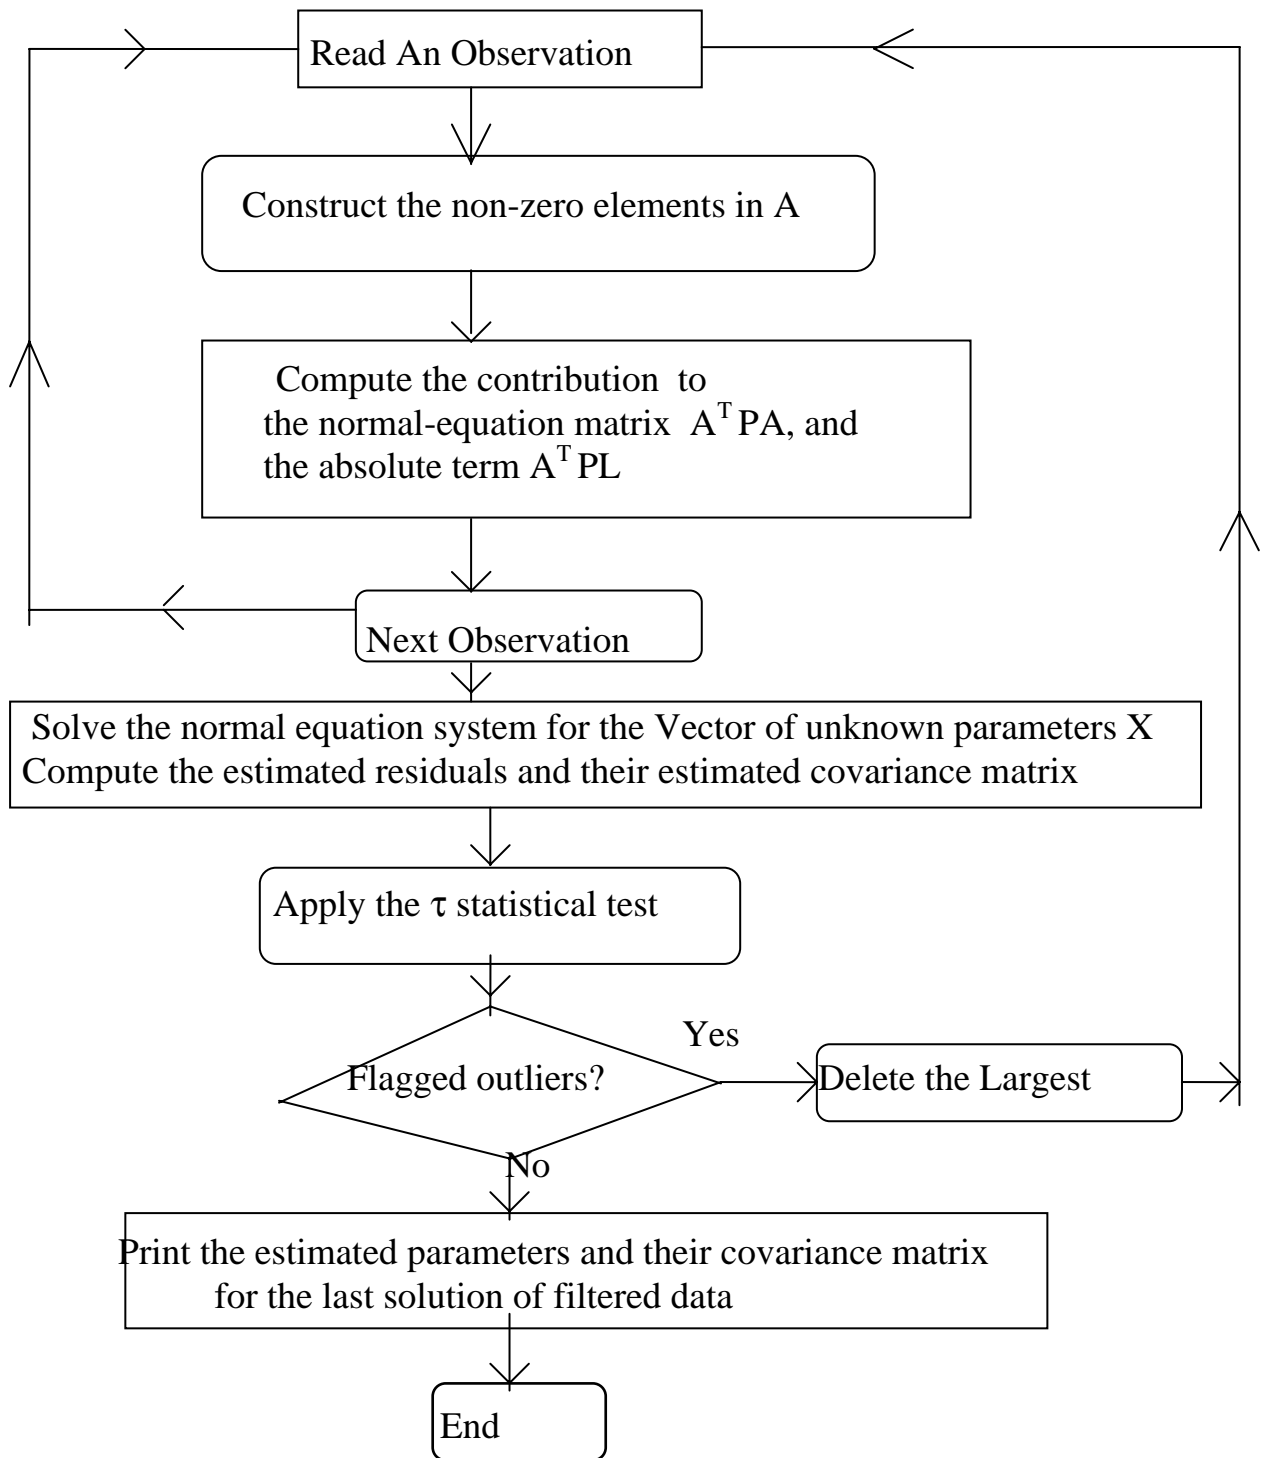 Read An Observation
Construct the non-zero elements in A
Compute the contribution to
the normal-equation matrix A^T PA, and
the absolute term A^T PL
Next Observation
Solve the normal equation system for the Vector of unknown parameters X
Compute the estimated residuals and their estimated covariance matrix
Apply the τ statistical test
Yes
Flagged outliers?
Delete the Largest
No
Print the estimated parameters and their covariance matrix
for the last solution of filtered data
End